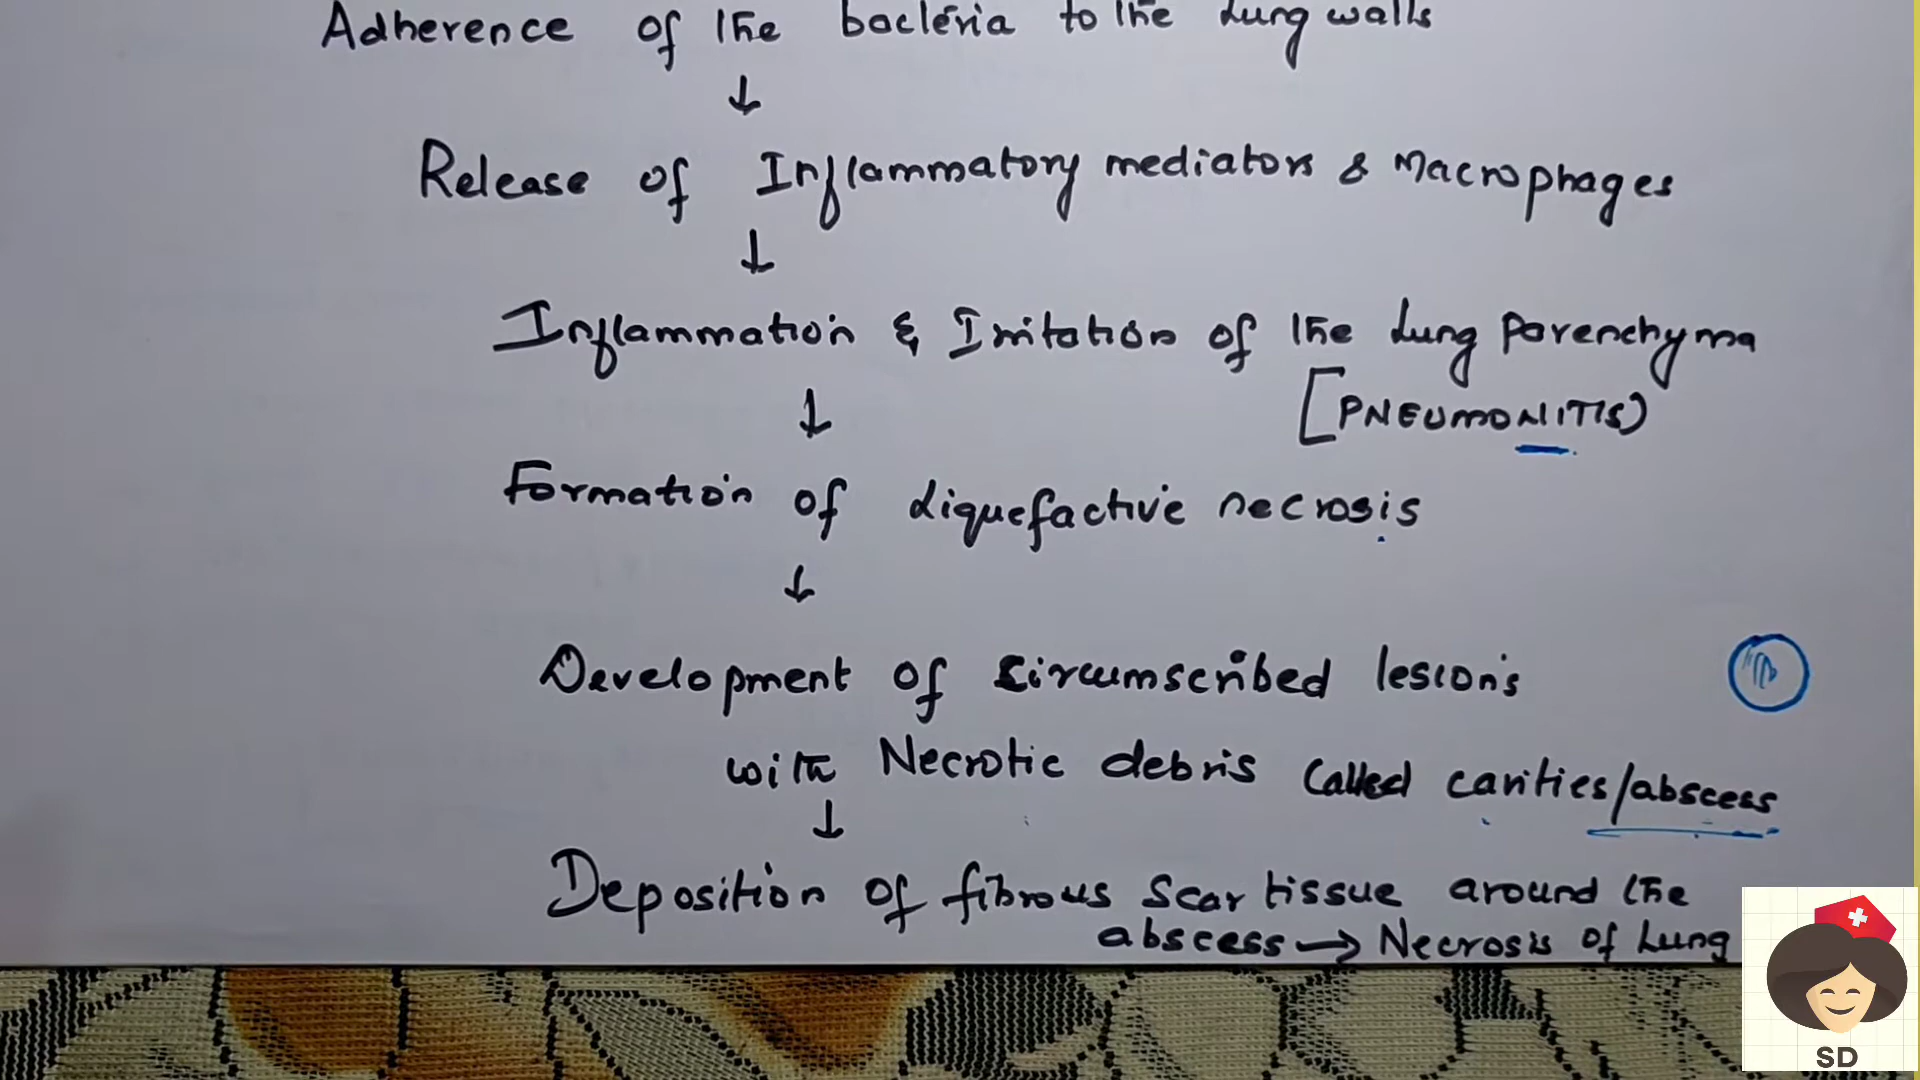 Adherence of the bacteria to the Lung walls
↓
Release of Inflammatory mediators & Macrophages
↓
Inflammation & Irritation of the Lung Parenchyma
↓ [PNEUMONITIS)
Formation of Liquefactive necrosis
↓
Development of circumscribed lesions
with Necrotic debris called cavities/abscess
↓
Deposition of fibrous scar tissue around the
abscess → Necrosis of Lung
SD